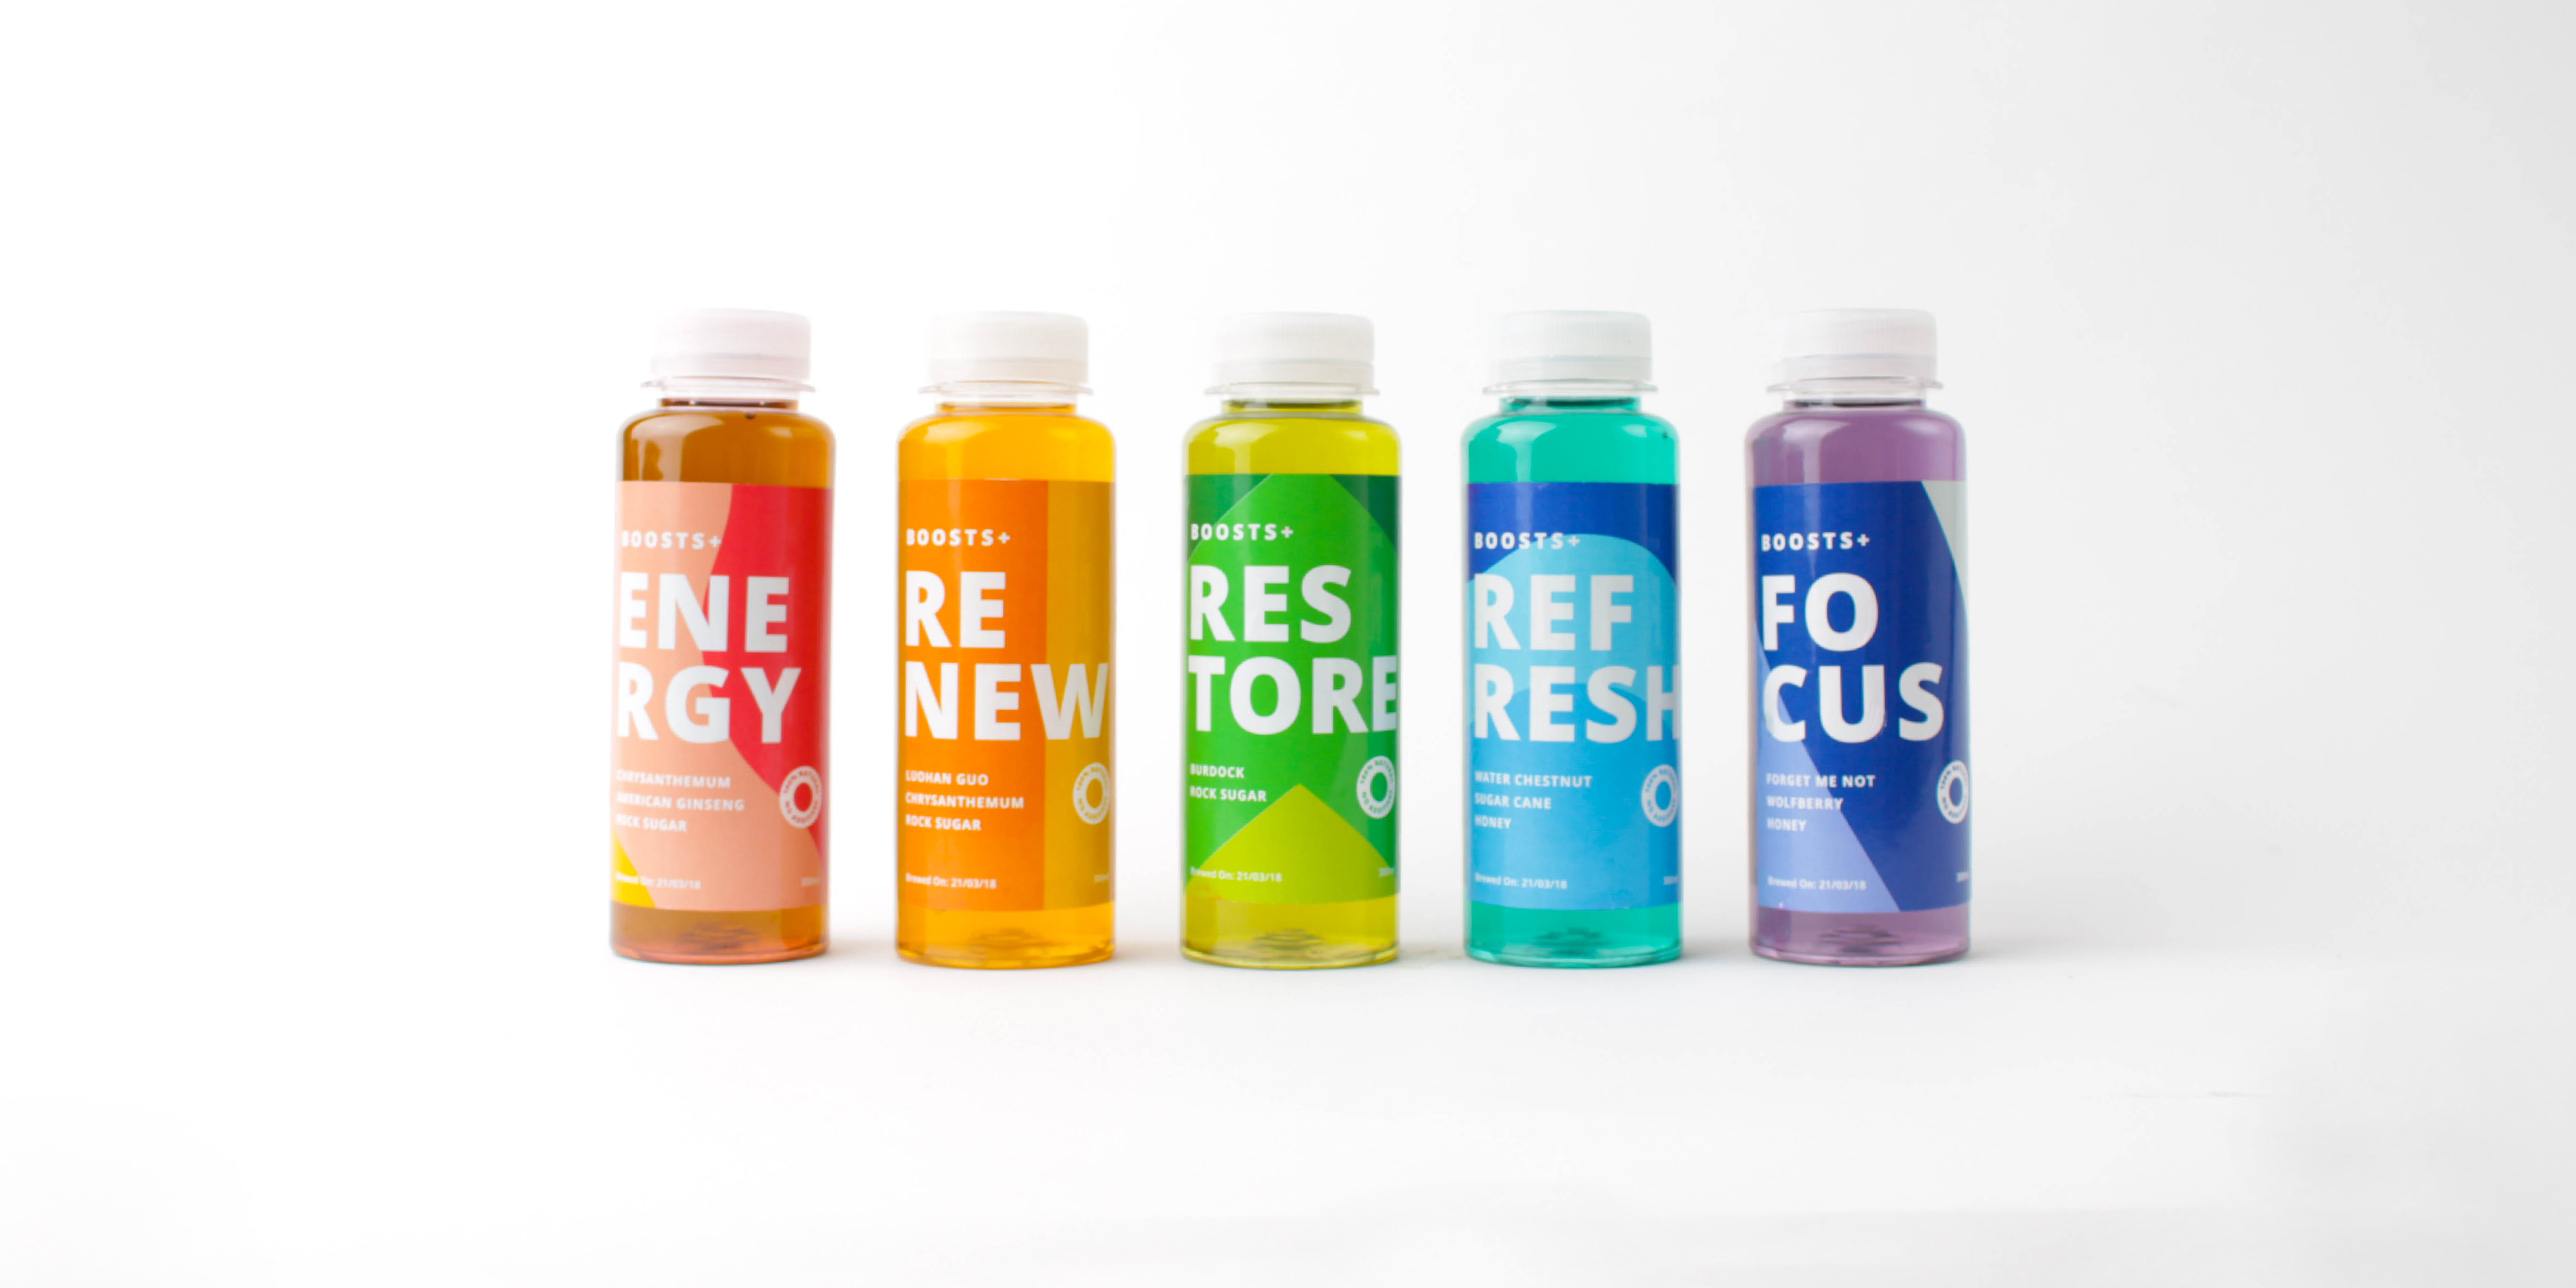 BOOSTS+
ENE
RGY
CHRYSANTHEMUM
AMERICAN GINSENG
ROCK SUGAR
Brewed On: 21/03/18
BOOSTS+
RE
NEW
LUOHAN GUO
CHRYSANTHEMUM
ROCK SUGAR
Brewed On: 21/03/18
BOOSTS+
RES
TORE
BURDOCK
ROCK SUGAR
Brewed On: 21/03/18
BOOSTS+
REF
RESH
WATER CHESTNUT
SUGAR CANE
HONEY
Brewed On: 21/03/18
BOOSTS+
FO
CUS
FORGET ME NOT
WOLFBERRY
HONEY
Brewed On: 21/03/18